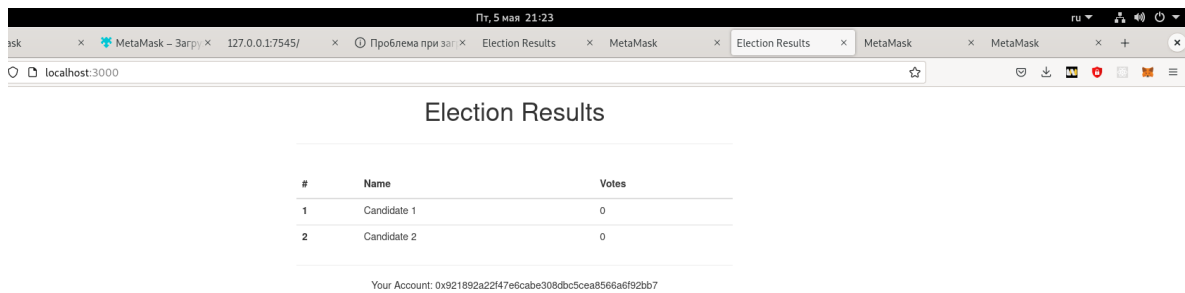 Пт, 5 мая 21:23
ru
ask
MetaMask – Загру
127.0.0.1:7545/
Проблема при заг
Election Results
MetaMask
Election Results
MetaMask
MetaMask
localhost:3000
Election Results
# Name Votes
1 Candidate 1 0
2 Candidate 2 0
Your Account: 0x921892a22f47e6cabe308dbc5cea8566a6f92bb7